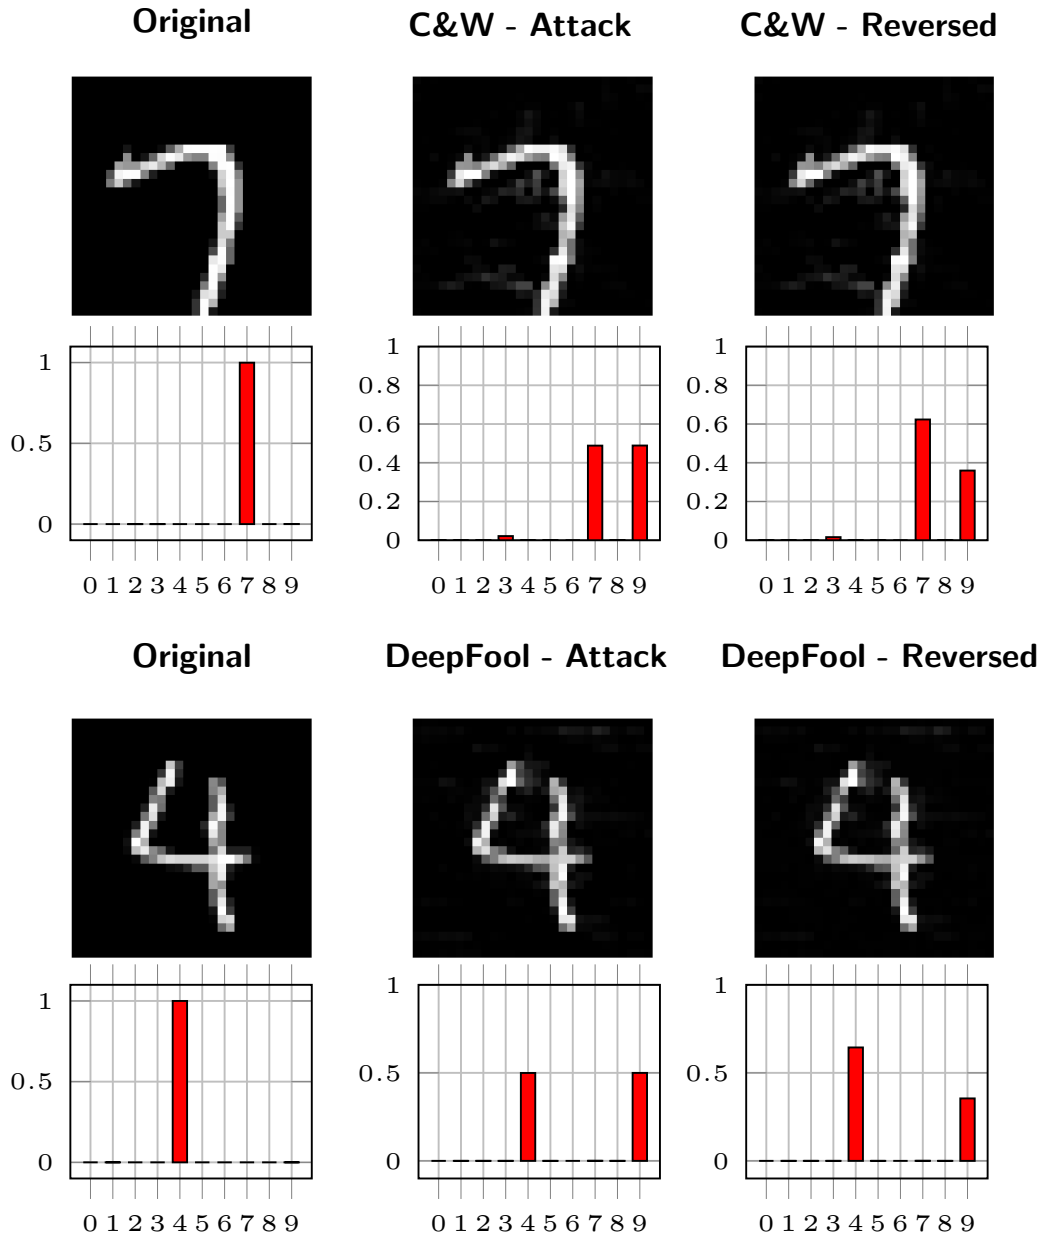 Original C&W - Attack C&W - Reversed
1 1 1
0.8 0.8
0.5 0.6 0.6
0.4 0.4
0.2 0.2
0 0 0
0 1 2 3 4 5 6 7 8 9 0 1 2 3 4 5 6 7 8 9 0 1 2 3 4 5 6 7 8 9
Original DeepFool - Attack DeepFool - Reversed
1 1 1
0.5 0.5 0.5
0 0 0
0 1 2 3 4 5 6 7 8 9 0 1 2 3 4 5 6 7 8 9 0 1 2 3 4 5 6 7 8 9